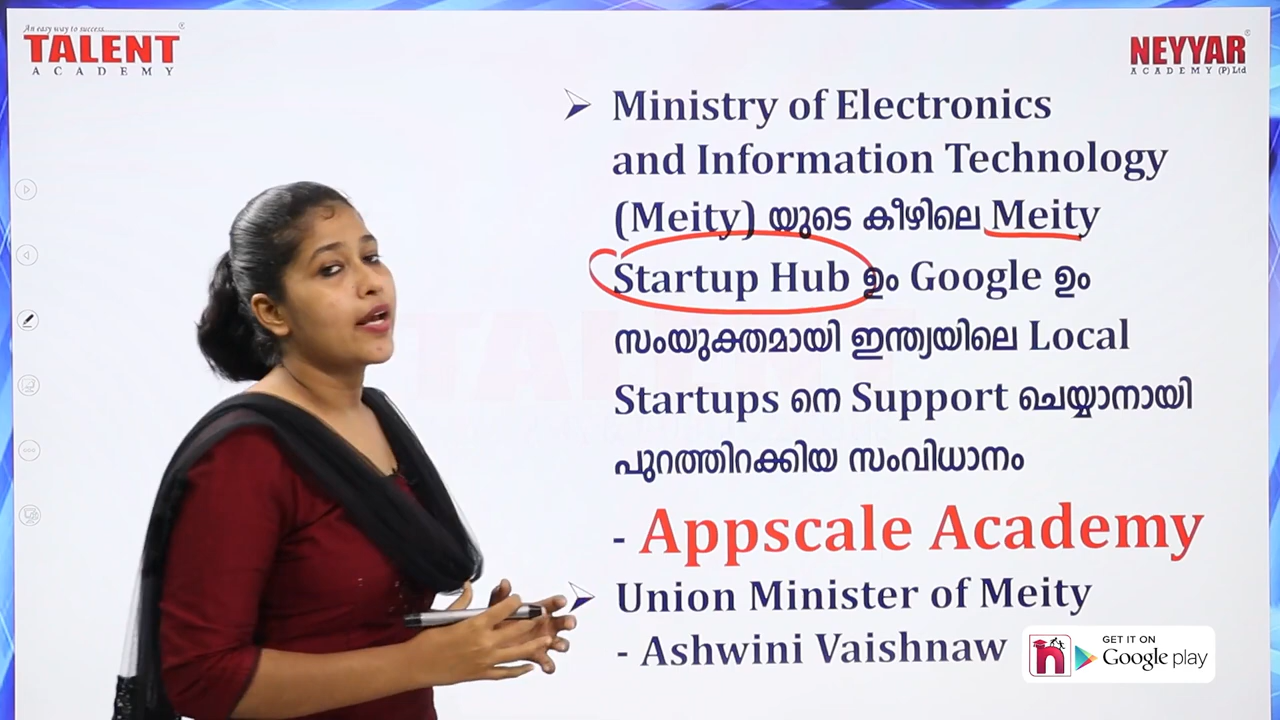 An easy way to success
TALENT
ACADEMY
NEYYAR
ACADEMY (P) Ltd
Ministry of Electronics
and Information Technology
(Meity) യുടെ കീഴിലെ Meity
Startup Hub ഉം Google ഉം
സംയുക്തമായി ഇന്ത്യയിലെ Local
Startups നെ Support ചെയ്യാനായി
പുറത്തിറക്കിയ സംവിധാനം
- Appscale Academy
Union Minister of Meity
- Ashwini Vaishnaw
GET IT ON
Google play